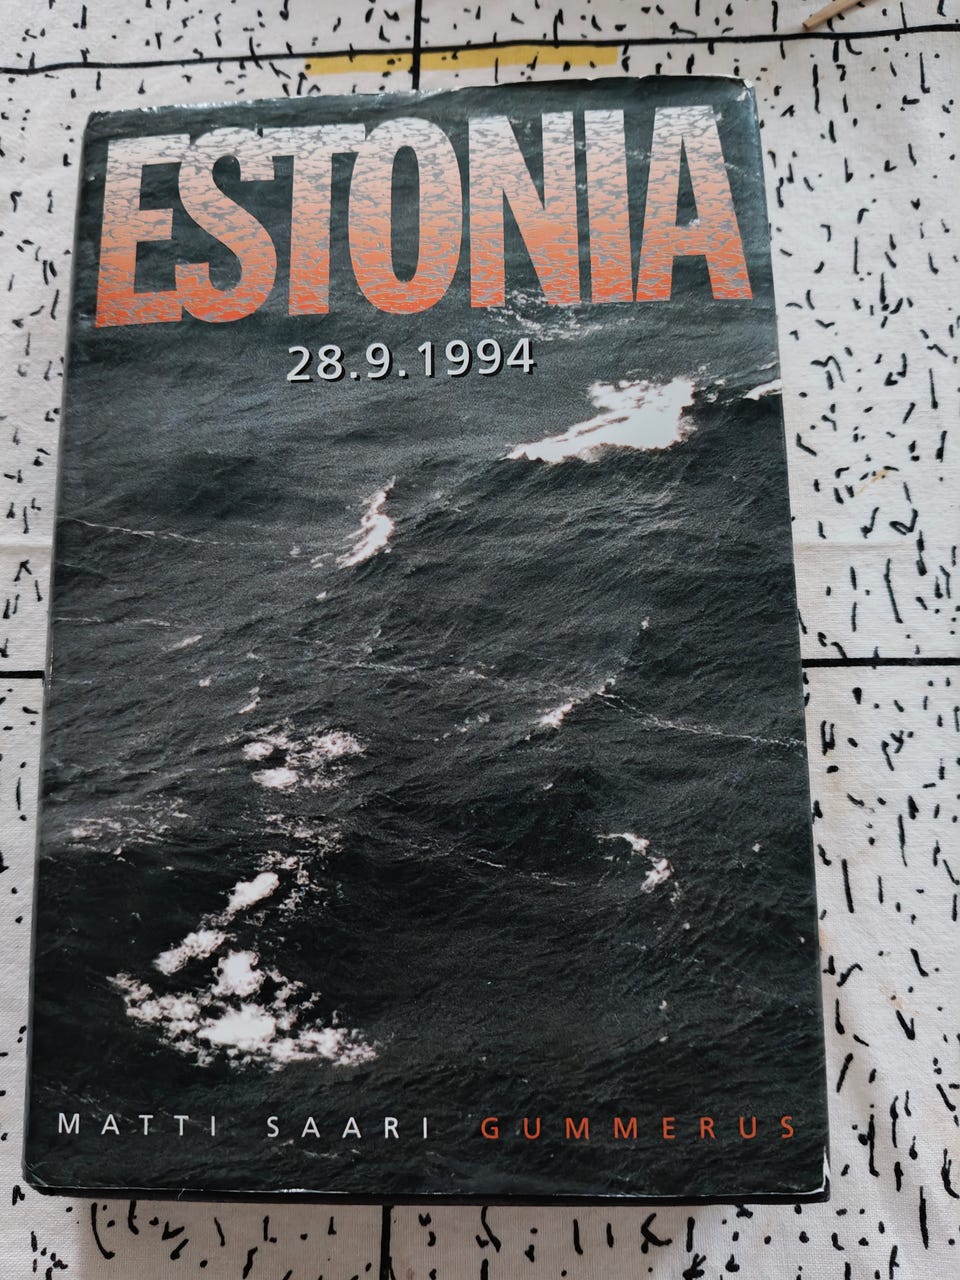 ESTONIA
28.9.1994
MATTI SAARI GUMMERUS